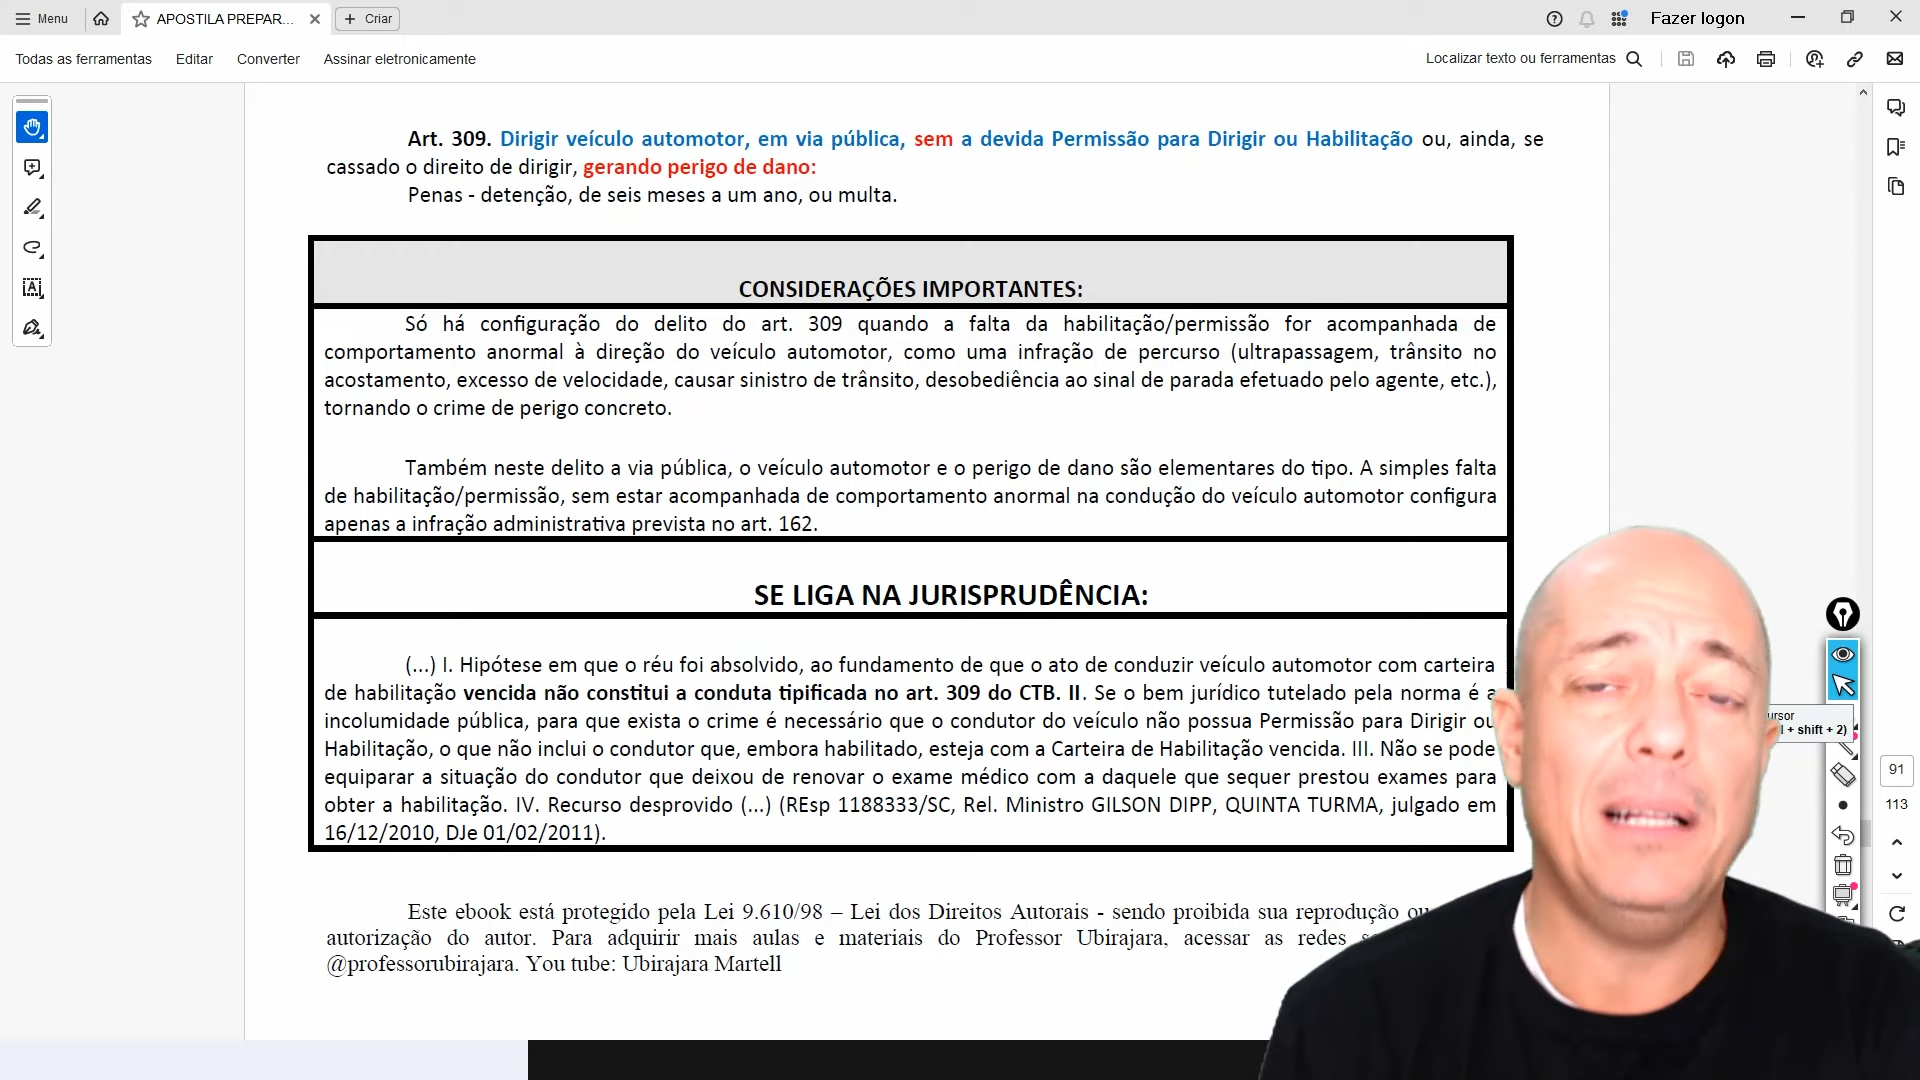 Menu
APOSTILA PREPAR...
Criar
Fazer logon
Todas as ferramentas
Editar
Converter
Assinar eletronicamente
Localizar texto ou ferramentas
Art. 309. Dirigir veículo automotor, em via pública, sem a devida Permissão para Dirigir ou Habilitação ou, ainda, se
cassado o direito de dirigir, gerando perigo de dano:
Penas - detenção, de seis meses a um ano, ou multa.
CONSIDERAÇÕES IMPORTANTES:
Só há configuração do delito do art. 309 quando a falta da habilitação/permissão for acompanhada de
comportamento anormal à direção do veículo automotor, como uma infração de percurso (ultrapassagem, trânsito no
acostamento, excesso de velocidade, causar sinistro de trânsito, desobediência ao sinal de parada efetuado pelo agente, etc.),
tornando o crime de perigo concreto.
Também neste delito a via pública, o veículo automotor e o perigo de dano são elementares do tipo. A simples falta
de habilitação/permissão, sem estar acompanhada de comportamento anormal na condução do veículo automotor configura
apenas a infração administrativa prevista no art. 162.
SE LIGA NA JURISPRUDÊNCIA:
(...) I. Hipótese em que o réu foi absolvido, ao fundamento de que o ato de conduzir veículo automotor com carteira
de habilitação vencida não constitui a conduta tipificada no art. 309 do CTB. II. Se o bem jurídico tutelado pela norma é a
incolumidade pública, para que exista o crime é necessário que o condutor do veículo não possua Permissão para Dirigir ou
Habilitação, o que não inclui o condutor que, embora habilitado, esteja com a Carteira de Habilitação vencida. III. Não se pode
equiparar a situação do condutor que deixou de renovar o exame médico com a daquele que sequer prestou exames para
obter a habilitação. IV. Recurso desprovido (...) (REsp 1188333/SC, Rel. Ministro GILSON DIPP, QUINTA TURMA, julgado em
16/12/2010, DJe 01/02/2011).
Este ebook está protegido pela Lei 9.610/98 – Lei dos Direitos Autorais - sendo proibida sua reprodução ou
autorização do autor. Para adquirir mais aulas e materiais do Professor Ubirajara, acessar as redes
@professorubirajara. You tube: Ubirajara Martell
+ shift + 2)
91
113